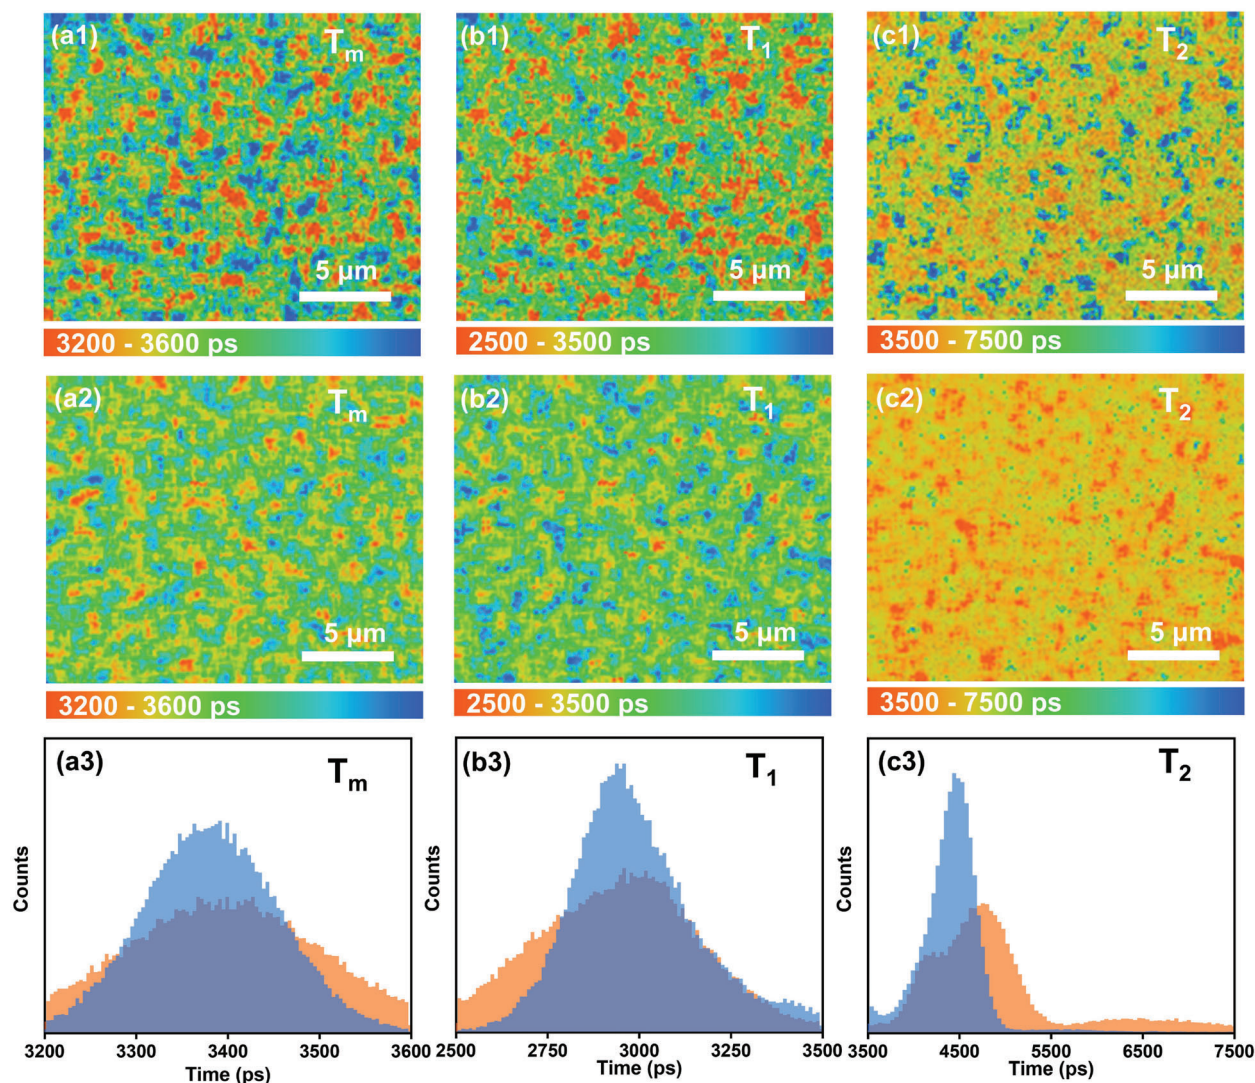 (a1) Tm
5 μm
3200 - 3600 ps
(b1) T1
5 μm
2500 - 3500 ps
(c1) T2
5 μm
3500 - 7500 ps
(a2) Tm
5 μm
3200 - 3600 ps
(b2) T1
5 μm
2500 - 3500 ps
(c2) T2
5 μm
3500 - 7500 ps
(a3) Tm
Counts
3200 3300 3400 3500 3600
Time (ps)
(b3) T1
Counts
2500 2750 3000 3250 3500
Time (ps)
(c3) T2
Counts
3500 4500 5500 6500 7500
Time (ps)